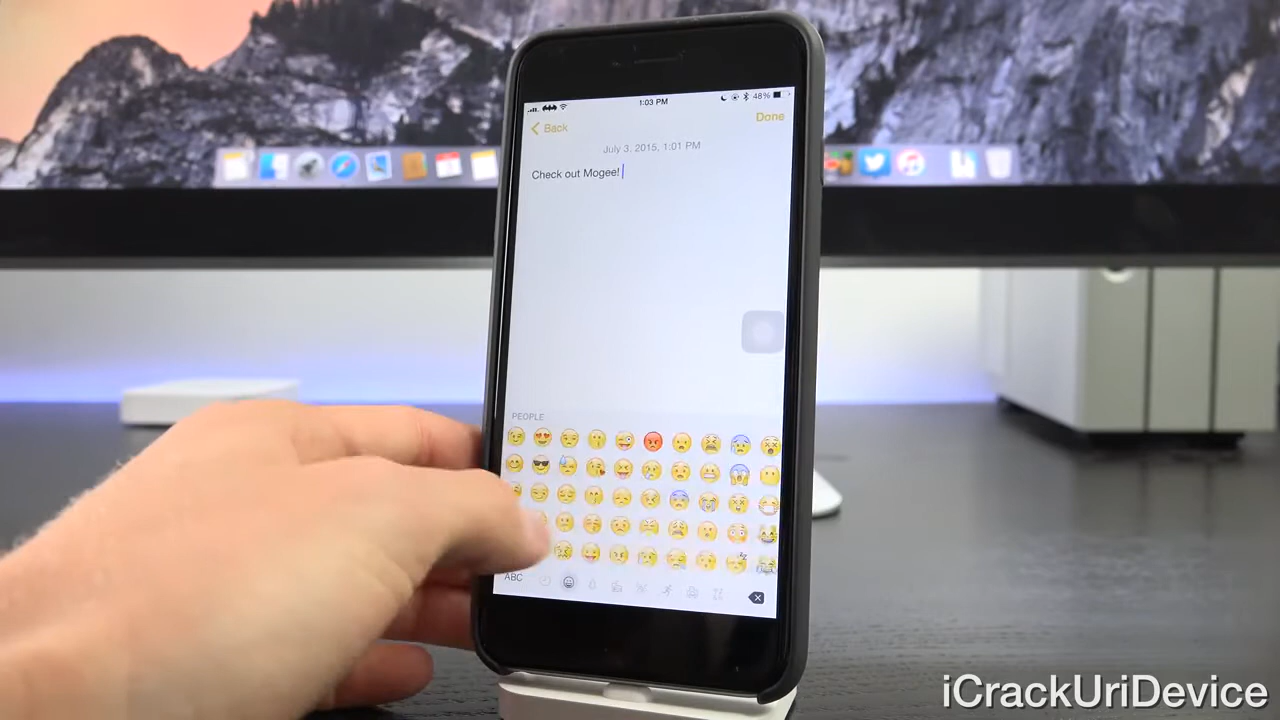 1:03 PM
48%
Back
Done
July 3, 2015, 1:01 PM
Check out Mogee!
PEOPLE
ABC
iCrackUriDevice